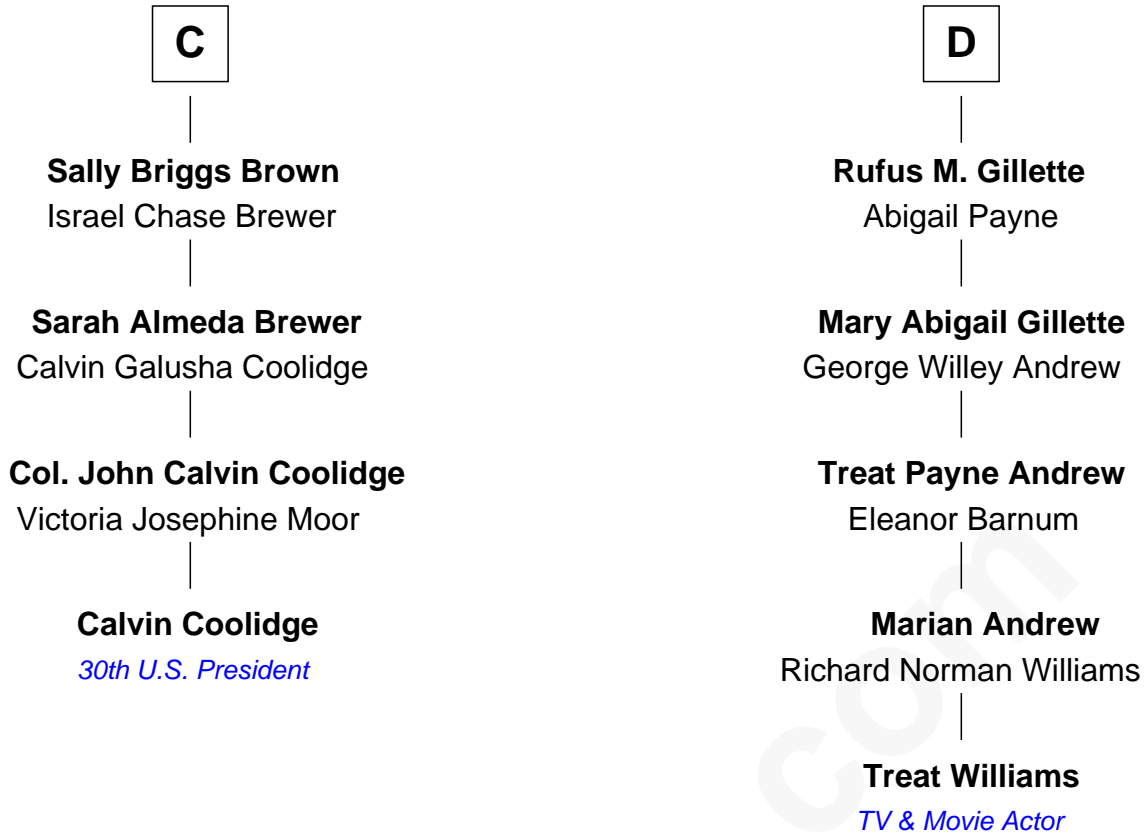 C
Sally Briggs Brown
Israel Chase Brewer
Sarah Almeda Brewer
Calvin Galusha Coolidge
Col. John Calvin Coolidge
Victoria Josephine Moor
Calvin Coolidge
30th U.S. President
D
Rufus M. Gillette
Abigail Payne
Mary Abigail Gillette
George Willey Andrew
Treat Payne Andrew
Eleanor Barnum
Marian Andrew
Richard Norman Williams
Treat Williams
TV & Movie Actor
com